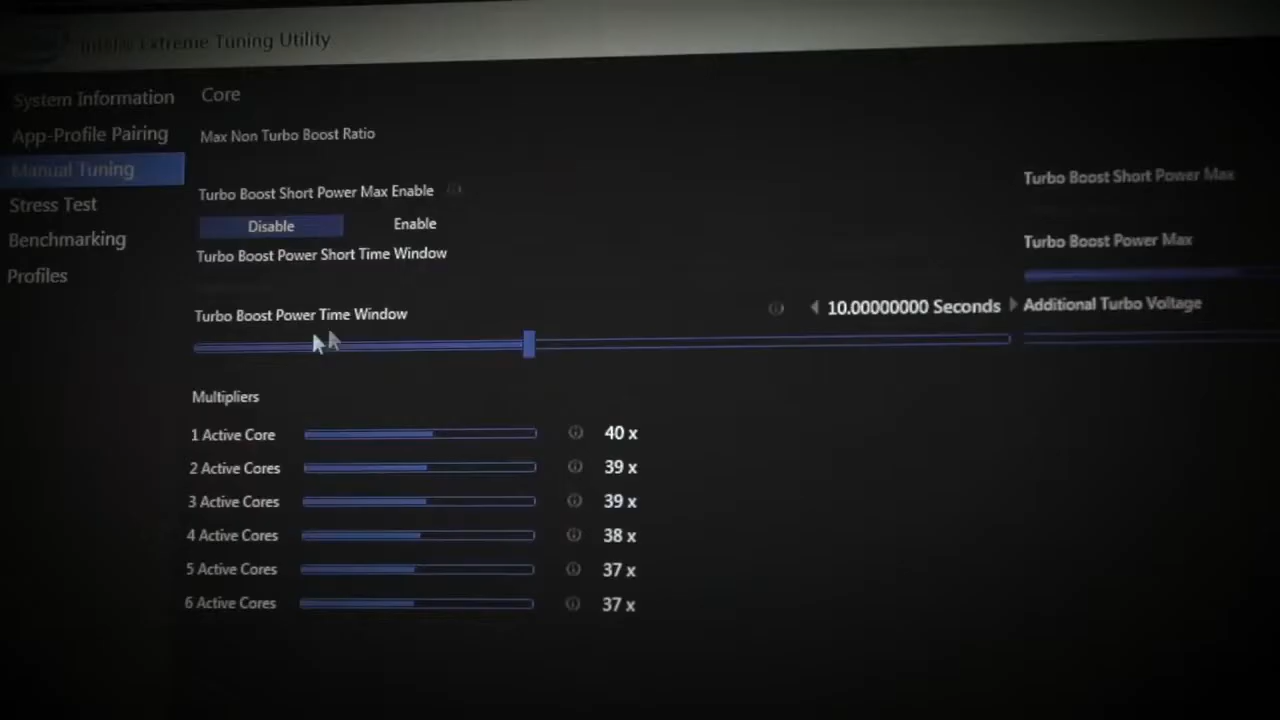 Intel® Extreme Tuning Utility
System Information
App-Profile Pairing
Manual Tuning
Stress Test
Benchmarking
Profiles
Core
Max Non Turbo Boost Ratio
Turbo Boost Short Power Max Enable
Disable Enable
Turbo Boost Power Short Time Window
Turbo Boost Power Time Window
10.00000000 Seconds
Turbo Boost Short Power Max
Turbo Boost Power Max
Additional Turbo Voltage
Multipliers
1 Active Core 40 x
2 Active Cores 39 x
3 Active Cores 39 x
4 Active Cores 38 x
5 Active Cores 37 x
6 Active Cores 37 x